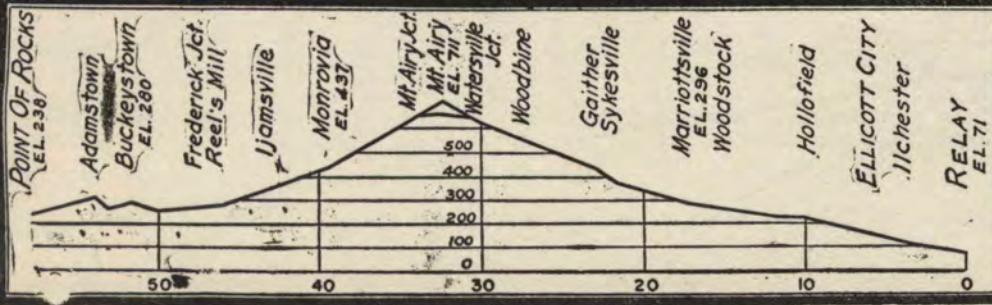 POINT OF ROCKS
EL. 238
Adamstown
Buckeystown
EL. 280
Frederick Jct.
Reel's Mill
Ijamsville
Monrovia
EL. 437
Mt. Airy Jct.
Mt. Airy
EL. 711
Watersville
Jct.
Woodbine
Gaither
Sykesville
Marriottsville
EL. 296
Woodstock
Hollofield
ELLICOTT CITY
Ilchester
RELAY
EL. 71
500
400
300
200
100
0
50 40 30 20 10 0